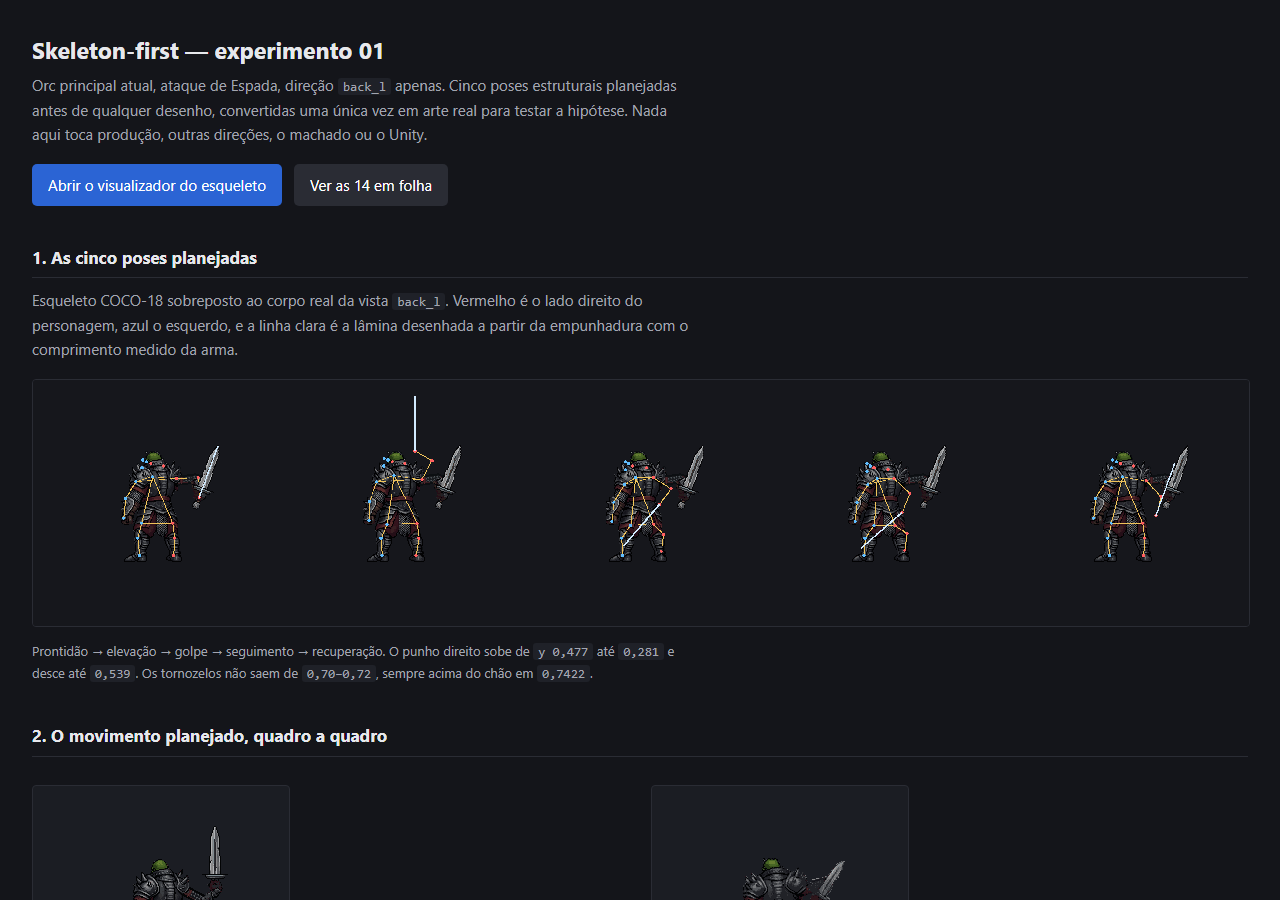 Skeleton-first — experimento 01
Orc principal atual, ataque de Espada, direção back_l apenas. Cinco poses estruturais planejadas
antes de qualquer desenho, convertidas uma única vez em arte real para testar a hipótese. Nada
aqui toca produção, outras direções, o machado ou o Unity.
Abrir o visualizador do esqueleto
Ver as 14 em folha
1. As cinco poses planejadas
Esqueleto COCO-18 sobreposto ao corpo real da vista back_l. Vermelho é o lado direito do
personagem, azul o esquerdo, e a linha clara é a lâmina desenhada a partir da empunhadura com o
comprimento medido da arma.
Prontidão → elevação → golpe → seguimento → recuperação. O punho direito sobe de y 0,477 até 0,281 e
desce até 0,539. Os tornozelos não saem de 0,70–0,72, sempre acima do chão em 0,7422.
2. O movimento planejado, quadro a quadro